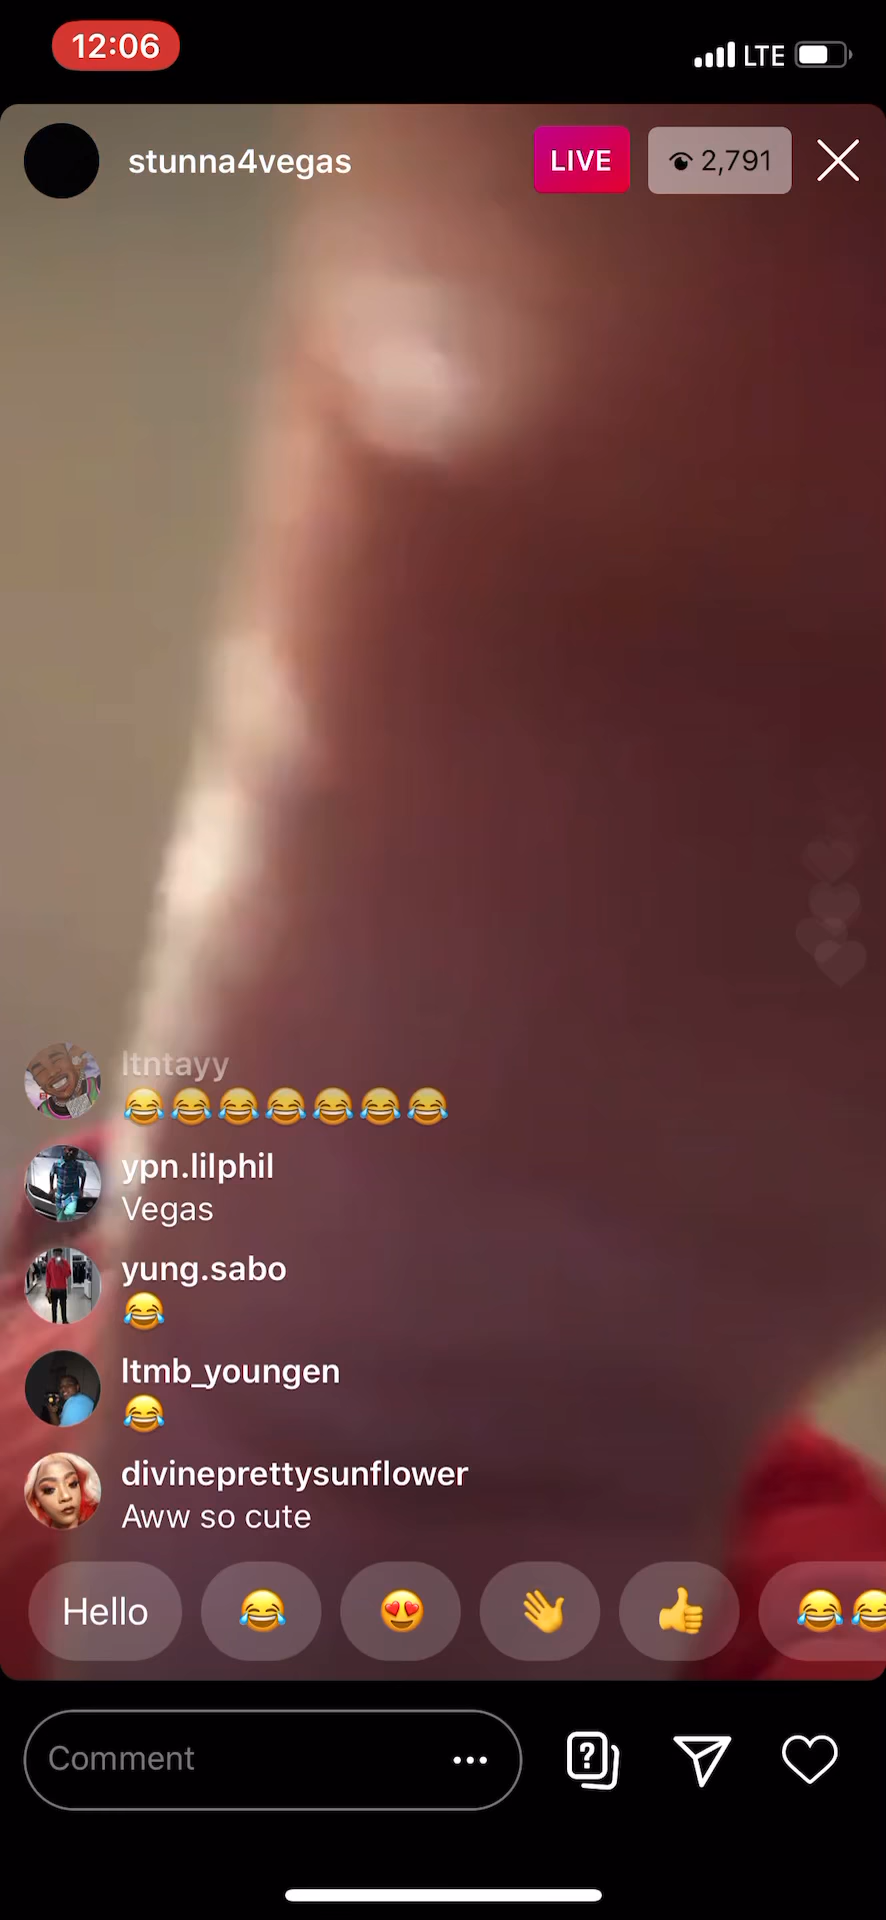 12:06
LTE
stunna4vegas
LIVE
2,791
ltntayy
😂😂😂😂😂😂😂
ypn.lilphil
Vegas
yung.sabo
😂
ltmb_youngen
😂
divineprettysunflower
Aww so cute
Hello
Comment